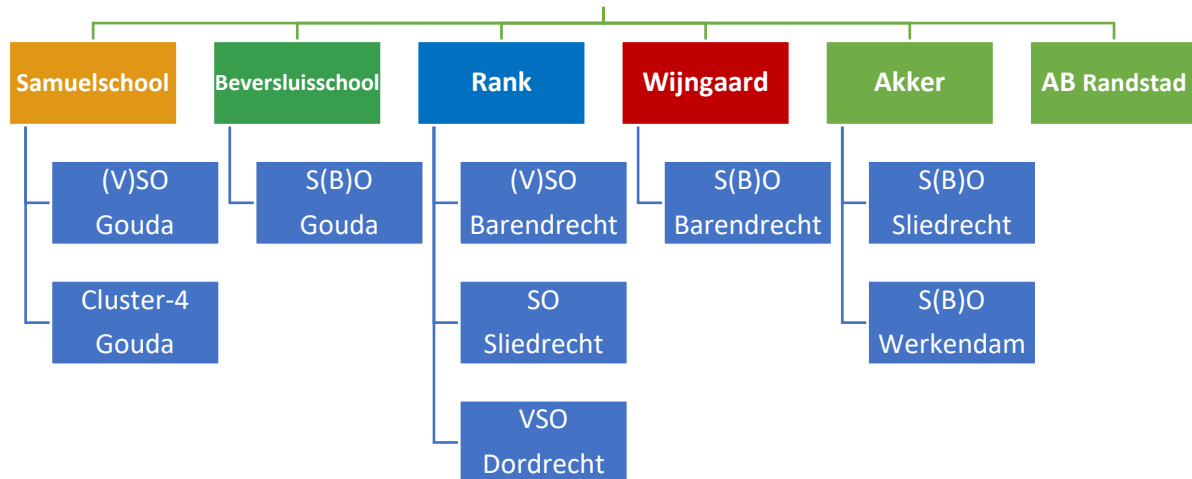 Samuelschool
Beversluisschool
Rank
Wijngaard
Akker
AB Randstad
(V)SO
Gouda
S(B)O
Gouda
(V)SO
Barendrecht
S(B)O
Barendrecht
S(B)O
Sliedrecht
Cluster-4
Gouda
SO
Sliedrecht
S(B)O
Werkendam
VSO
Dordrecht